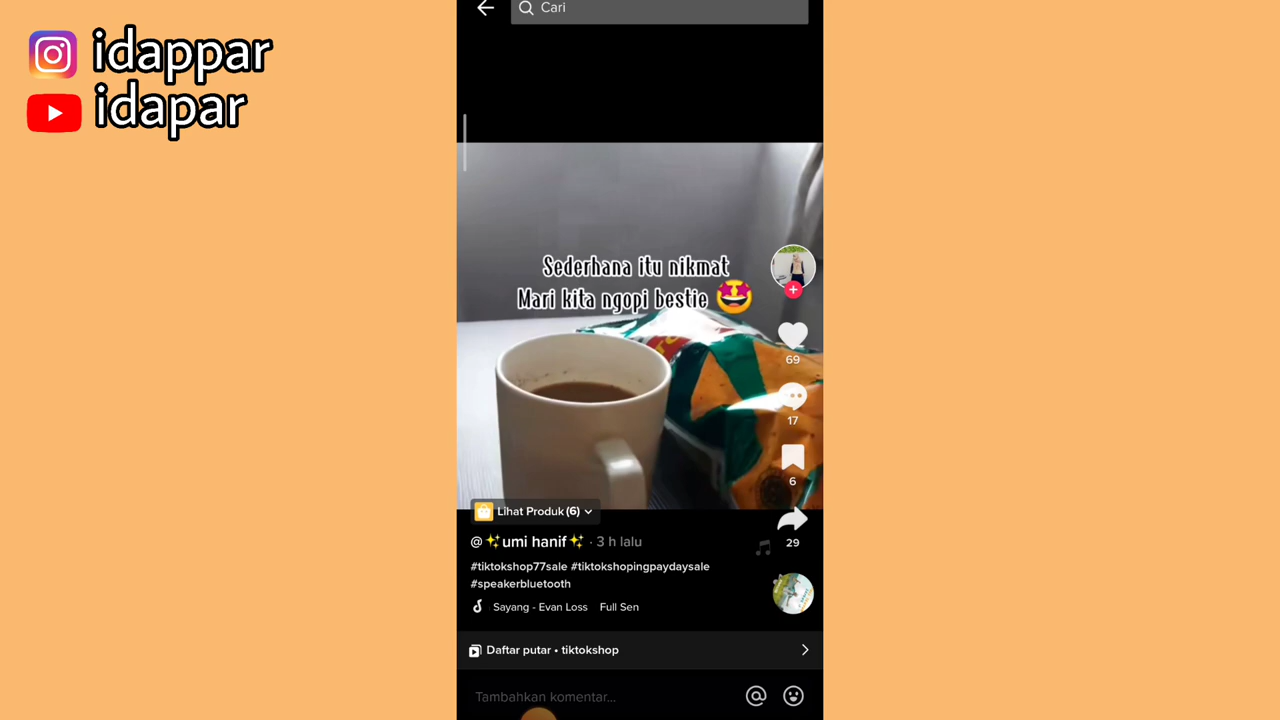 idappar
idapar
Cari
Sederhana itu nikmat
Mari kita ngopi bestie 🤩
69
17
6
29
Lihat Produk (6)
@✨umi hanif✨ · 3 h lalu
#tiktokshop77sale #tiktokshopingpaydaysale
#speakerbluetooth
Sayang - Evan Loss Full Sen
Daftar putar • tiktokshop
Tambahkan komentar...